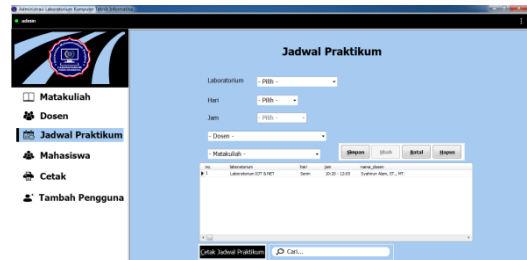 Administrasi Laboratorium Komputer Teknik Informatika
admin
Jadwal Praktikum
Matakuliah
Dosen
Jadwal Praktikum
Mahasiswa
Cetak
Tambah Pengguna
Laboratorium - Pilih -
Hari - Pilih -
Jam - Pilih -
- Dosen -
- Matakuliah -
Simpan Ubah Batal Hapus
no. laboratorium hari jam nama_dosen
1 Laboratorium IOT & NET Senin 10:20 - 12:00 Syahrun Alam, ST., MT.
Cetak Jadwal Praktikum Cari...